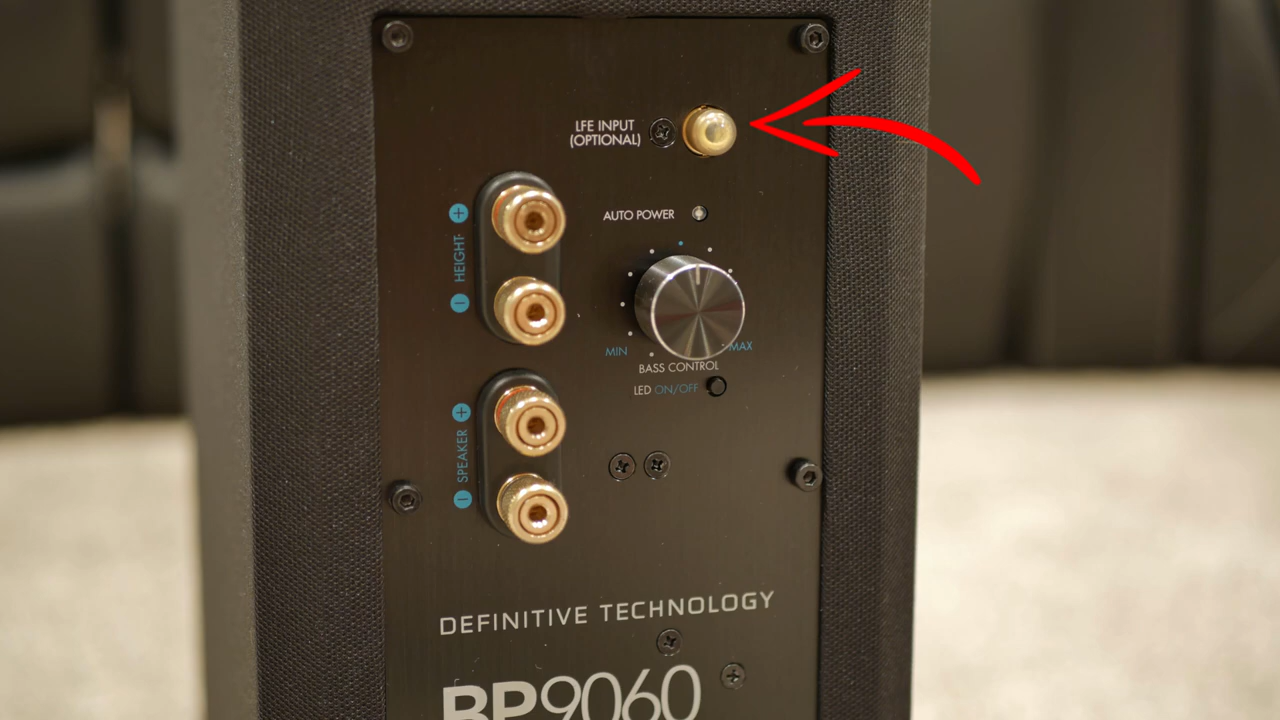 LFE INPUT
(OPTIONAL)
AUTO POWER
+
HEIGHT
−
MIN
MAX
BASS CONTROL
LED ON/OFF
+
SPEAKER
−
DEFINITIVE TECHNOLOGY
BP9060